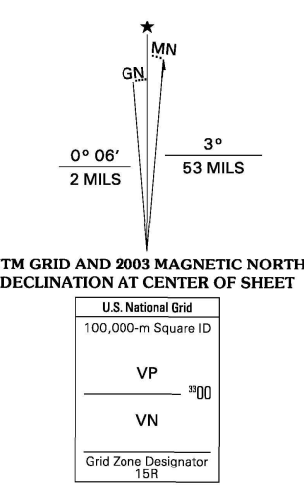 ★
MN
GN
0° 06′
2 MILS
3°
53 MILS
TM GRID AND 2003 MAGNETIC NORTH
DECLINATION AT CENTER OF SHEET
U.S. National Grid
100,000-m Square ID
VP
3300
VN
Grid Zone Designator
15R